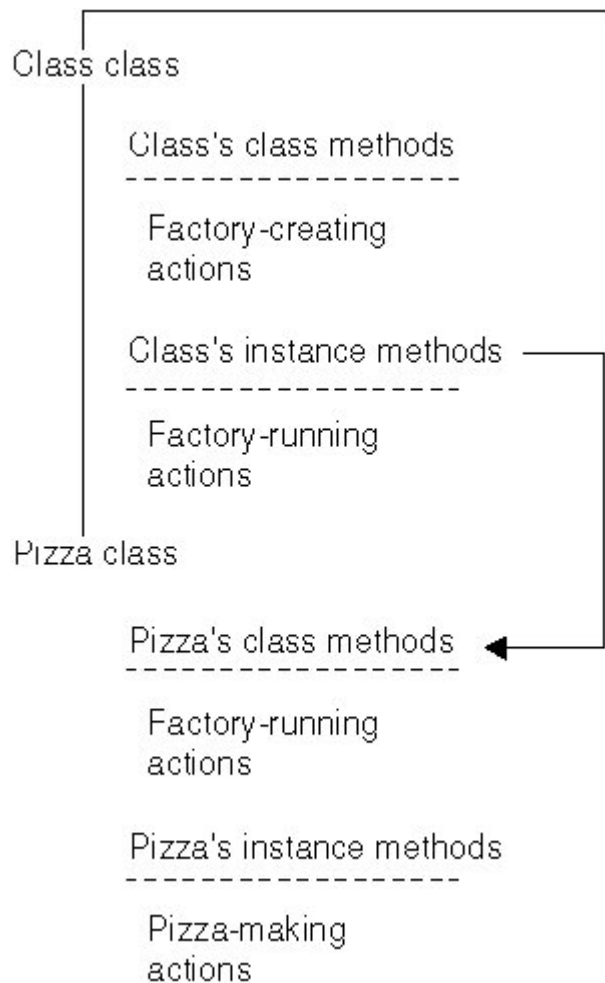 Class class
Class's class methods
Factory-creating
actions
Class's instance methods
Factory-running
actions
Pizza class
Pizza's class methods
Factory-running
actions
Pizza's instance methods
Pizza-making
actions